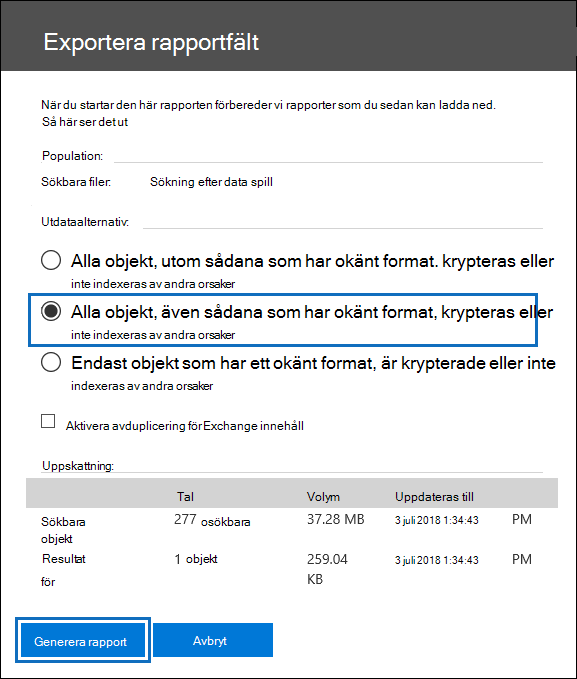 Exportera rapportfält
När du startar den här rapporten förbereder vi rapporter som du sedan kan ladda ned.
Så här ser det ut
Population:
Sökbara filer: Sökning efter data spill
Utdataalternativ:
Alla objekt, utom sådana som har okänt format. krypteras eller
inte indexeras av andra orsaker
Alla objekt, även sådana som har okänt format, krypteras eller
inte indexeras av andra orsaker
Endast objekt som har ett okänt format, är krypterade eller inte
indexeras av andra orsaker
Aktivera avduplicering för Exchange innehåll
Uppskattning:
Tal Volym Uppdateras till
Sökbara 277 osökbara 37.28 MB 3 juli 2018 1:34:43 PM
objekt
Resultat 1 objekt 259.04 3 juli 2018 1:34:43 PM
för KB
Generera rapport Avbryt